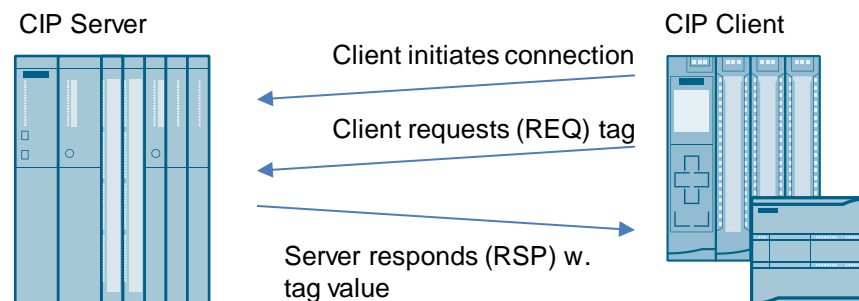 CIP Server
CIP Client
Client initiates connection
Client requests (REQ) tag
Server responds (RSP) w.
tag value